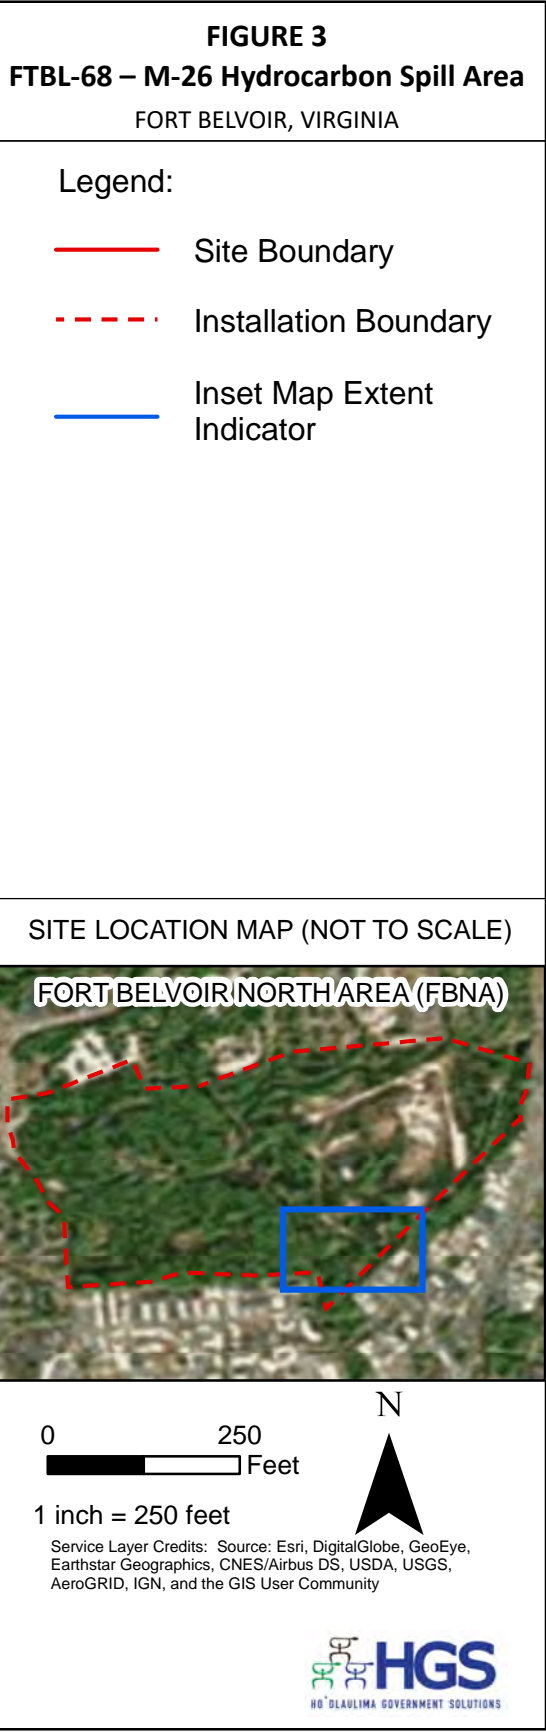 FIGURE 3
FTBL-68 – M-26 Hydrocarbon Spill Area
FORT BELVOIR, VIRGINIA
Legend:
Site Boundary
Installation Boundary
Inset Map Extent
Indicator
SITE LOCATION MAP (NOT TO SCALE)
FORT BELVOIR NORTH AREA (FBNA)
N
0 250
Feet
1 inch = 250 feet
Service Layer Credits: Source: Esri, DigitalGlobe, GeoEye,
Earthstar Geographics, CNES/Airbus DS, USDA, USGS,
AeroGRID, IGN, and the GIS User Community
HGS
HO`OLAULIMA GOVERNMENT SOLUTIONS